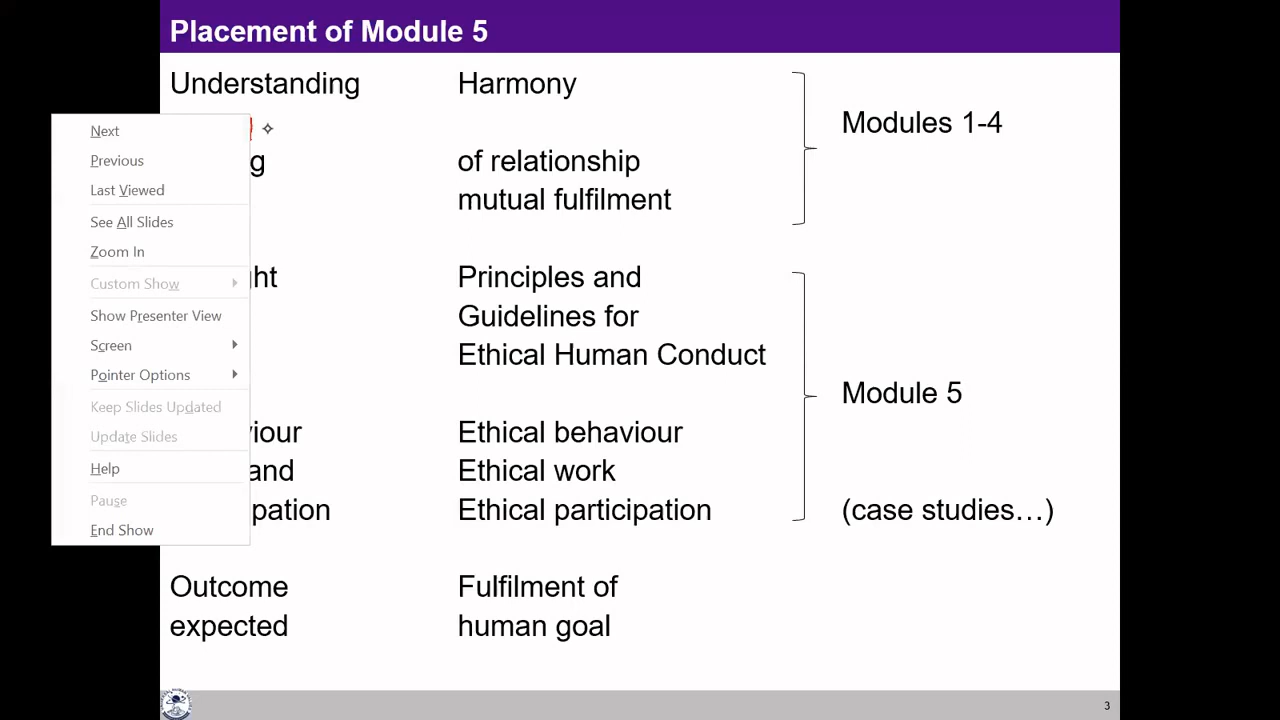 Placement of Module 5
Understanding Harmony
Modules 1-4
of relationship
mutual fulfilment
Principles and
Guidelines for
Ethical Human Conduct
Module 5
Ethical behaviour
and Ethical work
Ethical participation (case studies…)
Outcome Fulfilment of
expected human goal
3
Next
Previous
Last Viewed
See All Slides
Zoom In
Custom Show
Show Presenter View
Screen
Pointer Options
Keep Slides Updated
Update Slides
Help
Pause
End Show